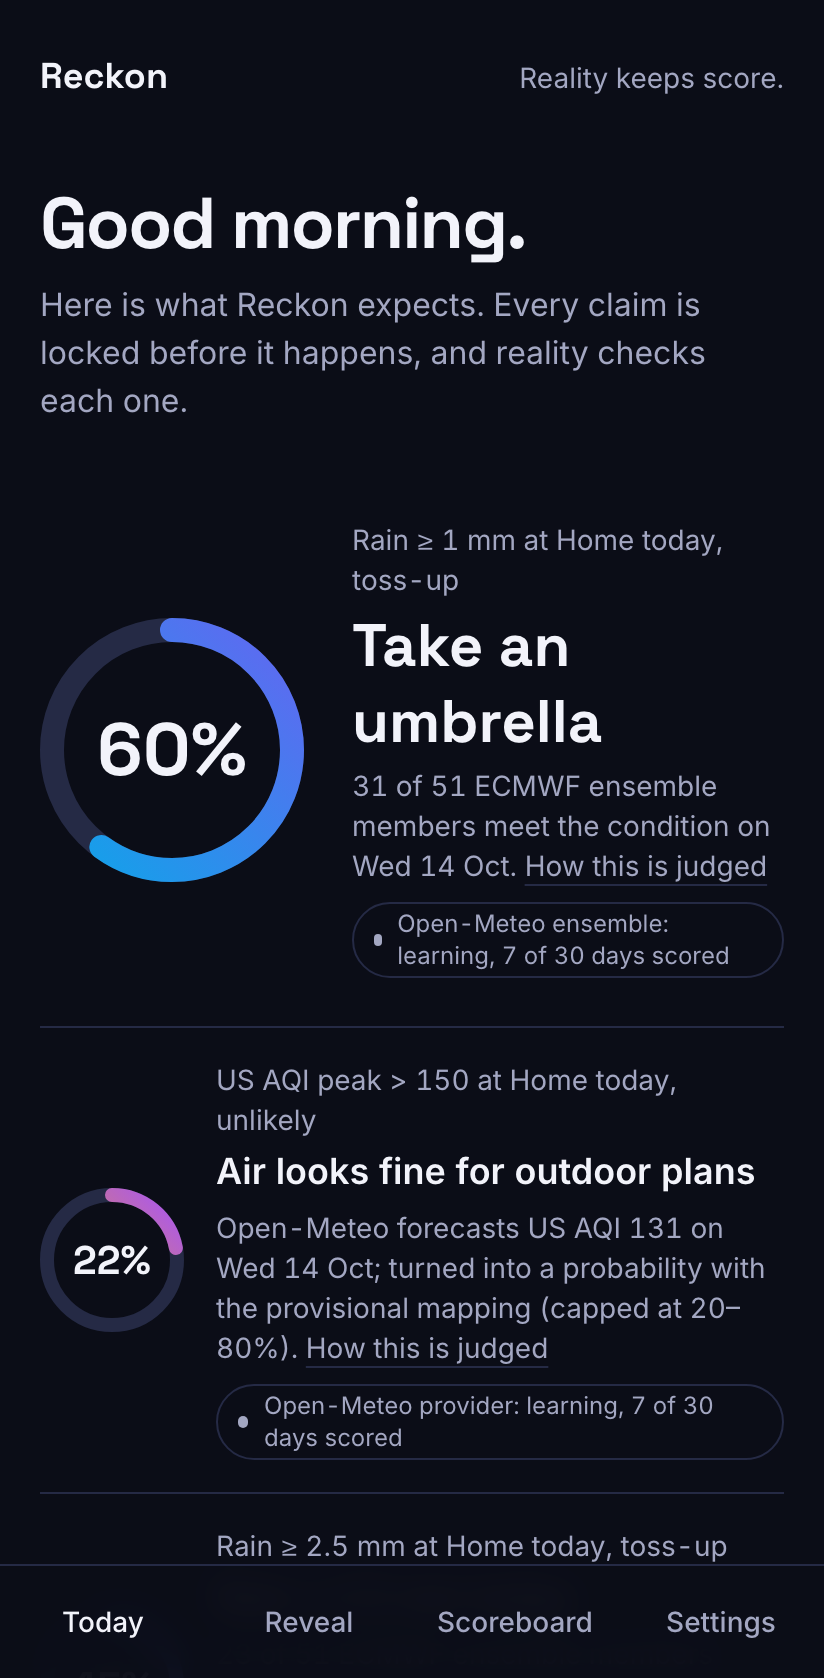 Reckon
Reality keeps score.
Good morning.
Here is what Reckon expects. Every claim is
locked before it happens, and reality checks
each one.
Rain ≥ 1 mm at Home today,
toss-up
Take an
umbrella
60%
31 of 51 ECMWF ensemble
members meet the condition on
Wed 14 Oct. How this is judged
Open-Meteo ensemble:
learning, 7 of 30 days scored
US AQI peak > 150 at Home today,
unlikely
Air looks fine for outdoor plans
22%
Open-Meteo forecasts US AQI 131 on
Wed 14 Oct; turned into a probability with
the provisional mapping (capped at 20–
80%). How this is judged
Open-Meteo provider: learning, 7 of 30
days scored
Rain ≥ 2.5 mm at Home today, toss-up
Today
Reveal
Scoreboard
Settings